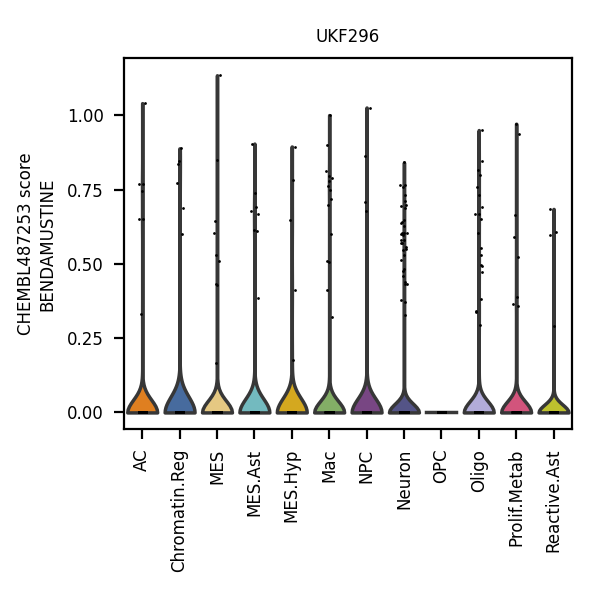 UKF296
CHEMBL487253 score
BENDAMUSTINE
1.00
0.75
0.50
0.25
0.00
AC
Chromatin.Reg
MES
MES.Ast
MES.Hyp
Mac
NPC
Neuron
OPC
Oligo
Prolif.Metab
Reactive.Ast